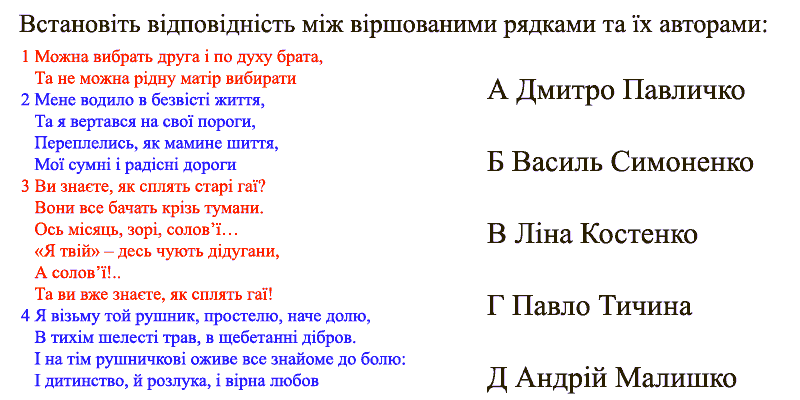 Встановіть відповідність між віршованими рядками та їх авторами:
1 Можна вибрать друга і по духу брата,
Та не можна рідну матір вибирати
2 Мене водило в безвісті життя,
Та я вертався на свої пороги,
Переплелись, як мамине шиття,
Мої сумні і радісні дороги
3 Ви знаєте, як сплять старі гаї?
Вони все бачать крізь тумани.
Ось місяць, зорі, солов’ї…
«Я твій» – десь чують дідугани,
А солов’ї!..
Та ви вже знаєте, як сплять гаї!
4 Я візьму той рушник, простелю, наче долю,
В тихім шелесті трав, в щебетанні дібров.
І на тім рушничкові оживе все знайоме до болю:
І дитинство, й розлука, і вірна любов
А Дмитро Павличко
Б Василь Симоненко
В Ліна Костенко
Г Павло Тичина
Д Андрій Малишко